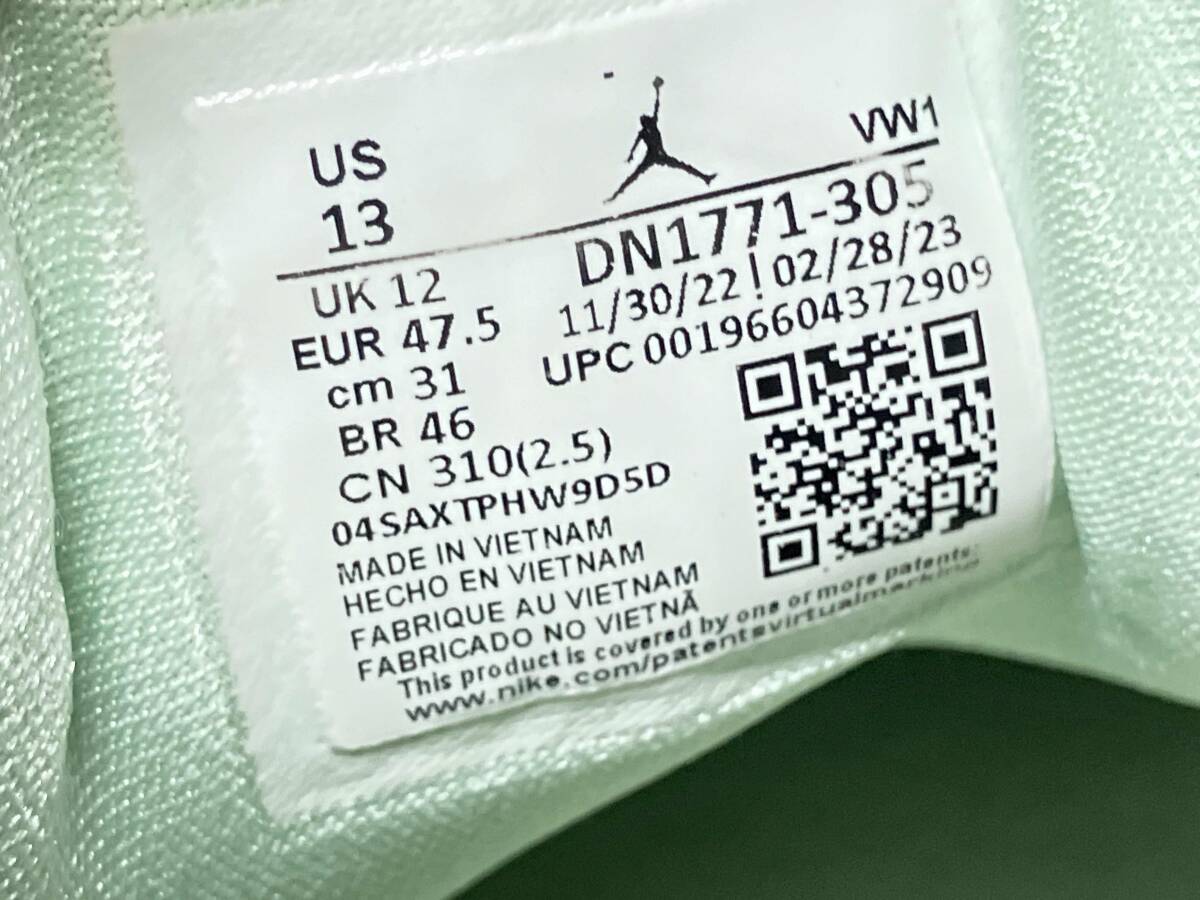 US
13
VW1
UK 12
EUR 47.5
cm 31
BR 46
CN 310(2.5)
04SAXTPHW9D5D
DN1771-305
11/30/22 ! 02/28/23
UPC 00196604372909
MADE IN VIETNAM
HECHO EN VIETNAM
FABRIQUE AU VIETNAM
FABRICADO NO VIETNÃ
This product is covered by one or more patents:
www.nike.com/patentsvirtualmarking